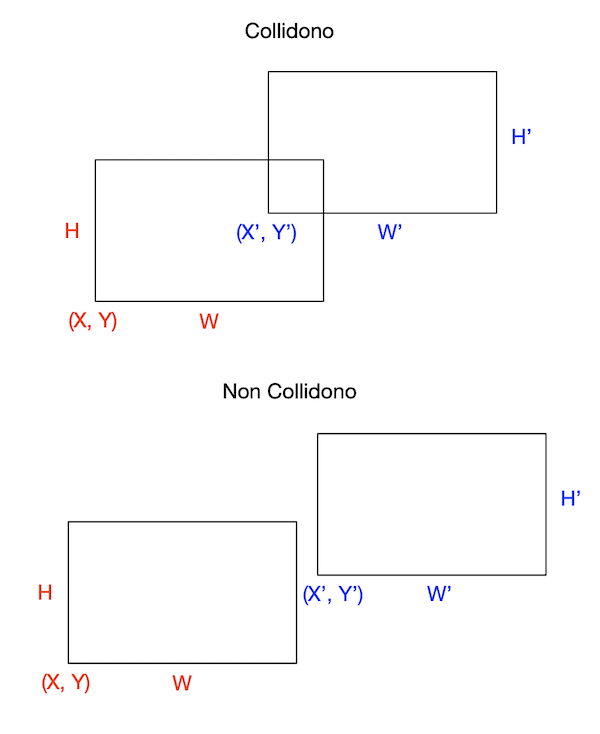 Collidono
H’
H
(X’, Y’)
W’
(X, Y)
W
Non Collidono
H’
H
(X’, Y’)
W’
(X, Y)
W